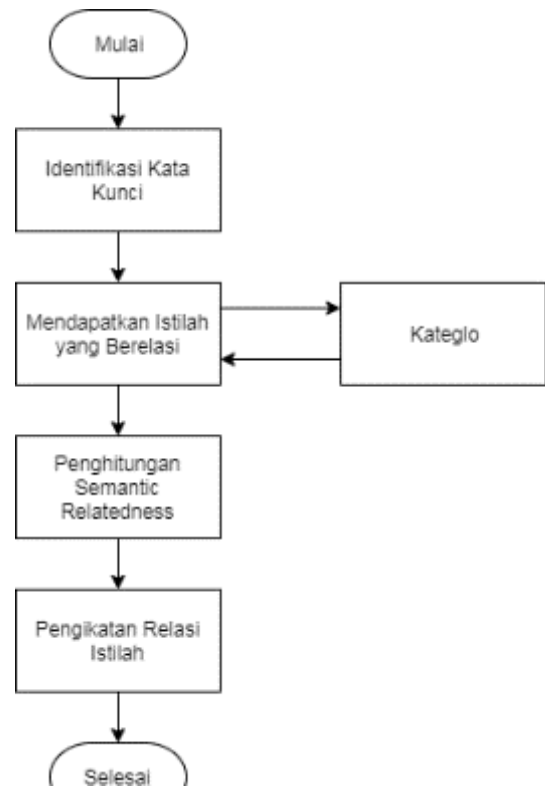 Mulai
Identifikasi Kata
Kunci
Mendapatkan Istilah
yang Berelasi
Kateglo
Penghitungan
Semantic
Relatedness
Pengikatan Relasi
Istilah
Selesai